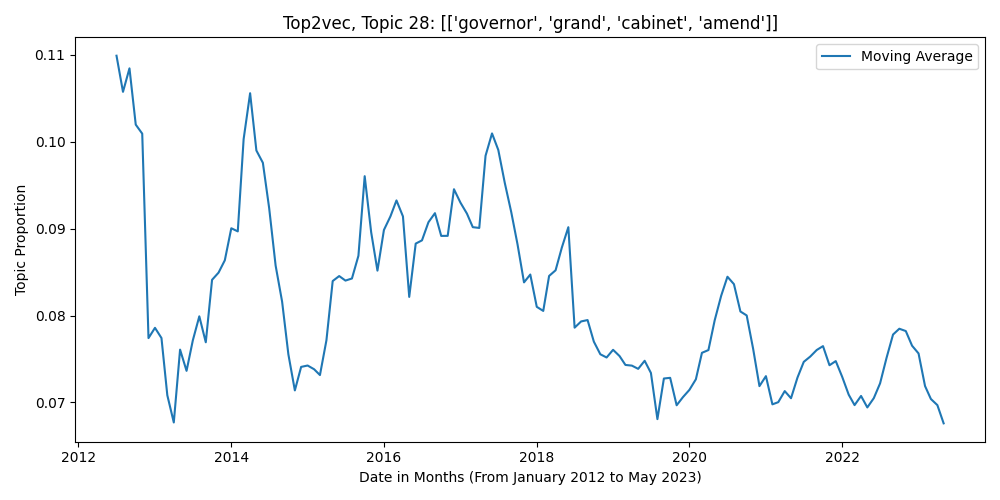 Top2vec, Topic 28: [['governor', 'grand', 'cabinet', 'amend']]
Moving Average
0.11
0.10
0.09
0.08
0.07
Topic Proportion
2012 2014 2016 2018 2020 2022
Date in Months (From January 2012 to May 2023)